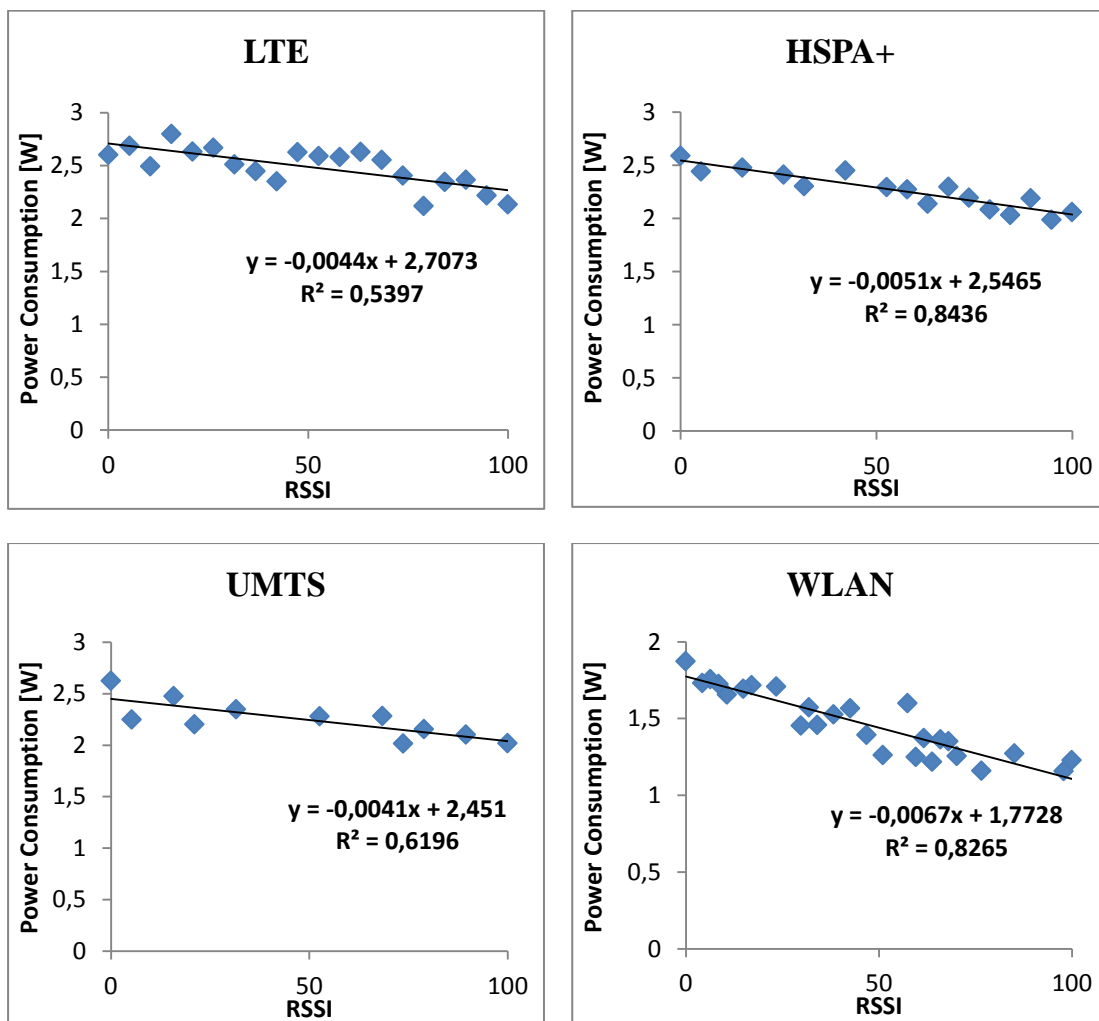 LTE
Power Consumption [W]
3
2,5
2
1,5
1
0,5
0
y = -0,0044x + 2,7073
R² = 0,5397
0
50
100
RSSI
HSPA+
Power Consumption [W]
3
2,5
2
1,5
1
0,5
0
y = -0,0051x + 2,5465
R² = 0,8436
0
50
100
RSSI
UMTS
Power Consumption [W]
3
2,5
2
1,5
1
0,5
0
y = -0,0041x + 2,451
R² = 0,6196
0
50
100
RSSI
WLAN
Power Consumption [W]
2
1,5
1
0,5
0
y = -0,0067x + 1,7728
R² = 0,8265
0
50
100
RSSI